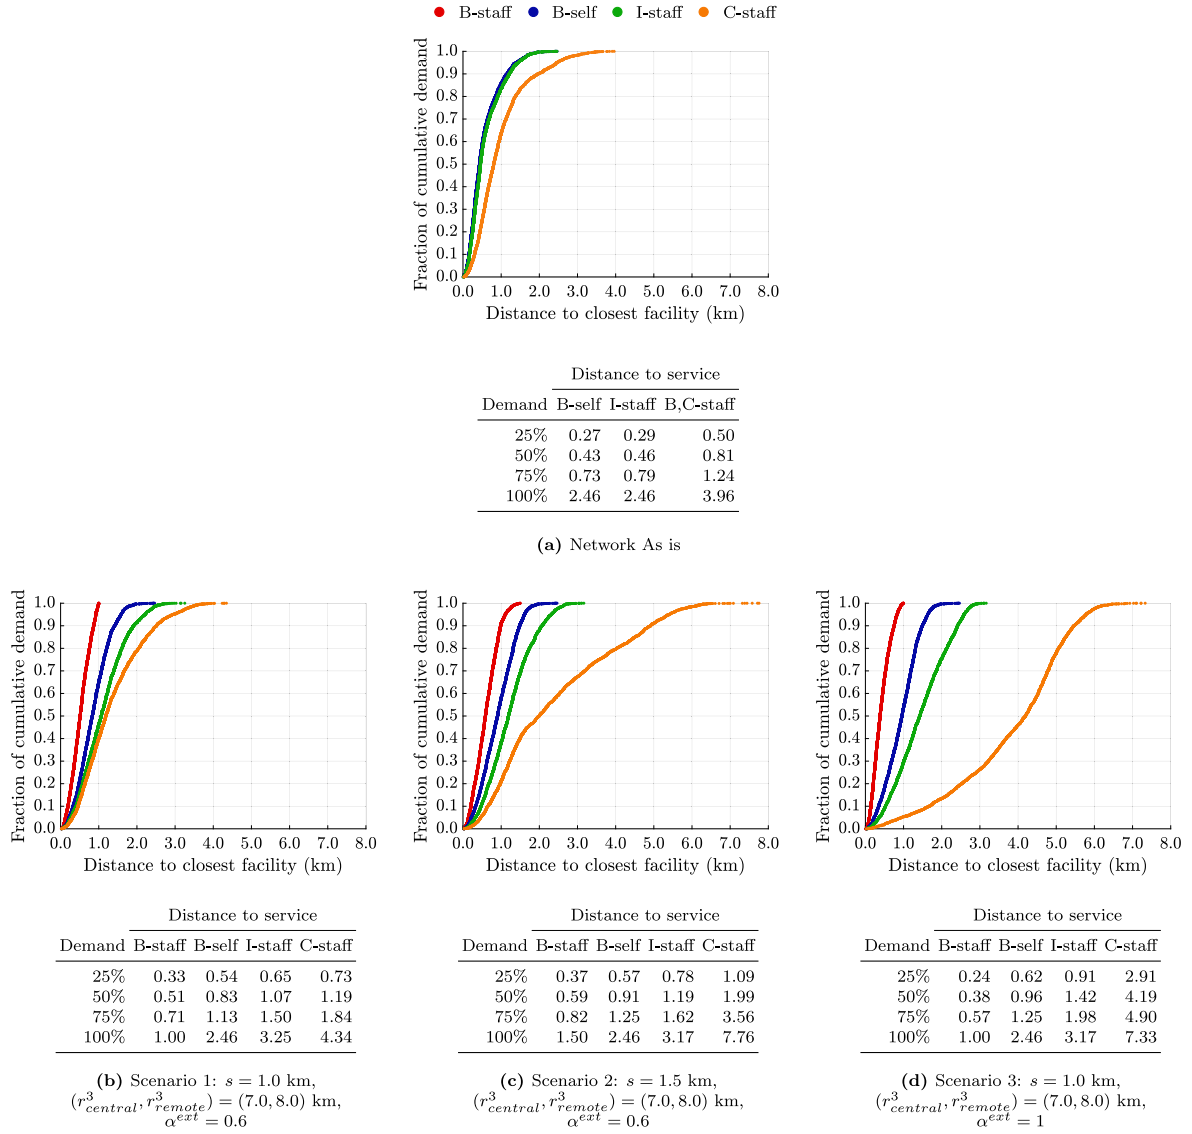 B-staff B-self I-staff C-staff
Fraction of cumulative demand
1.0
0.9
0.8
0.7
0.6
0.5
0.4
0.3
0.2
0.1
0.0
0.0 1.0 2.0 3.0 4.0 5.0 6.0 7.0 8.0
Distance to closest facility (km)
Distance to service
Demand B-self I-staff B,C-staff
25% 0.27 0.29 0.50
50% 0.43 0.46 0.81
75% 0.73 0.79 1.24
100% 2.46 2.46 3.96
(a) Network As is
Fraction of cumulative demand
1.0
0.9
0.8
0.7
0.6
0.5
0.4
0.3
0.2
0.1
0.0
0.0 1.0 2.0 3.0 4.0 5.0 6.0 7.0 8.0
Distance to closest facility (km)
Distance to service
Demand B-staff B-self I-staff C-staff
25% 0.33 0.54 0.65 0.73
50% 0.51 0.83 1.07 1.19
75% 0.71 1.13 1.50 1.84
100% 1.00 2.46 3.25 4.34
(b) Scenario 1: s = 1.0 km,
(r³central, r³remote) = (7.0, 8.0) km,
α^ext = 0.6
Fraction of cumulative demand
1.0
0.9
0.8
0.7
0.6
0.5
0.4
0.3
0.2
0.1
0.0
0.0 1.0 2.0 3.0 4.0 5.0 6.0 7.0 8.0
Distance to closest facility (km)
Distance to service
Demand B-staff B-self I-staff C-staff
25% 0.37 0.57 0.78 1.09
50% 0.59 0.91 1.19 1.99
75% 0.82 1.25 1.62 3.56
100% 1.50 2.46 3.17 7.76
(c) Scenario 2: s = 1.5 km,
(r³central, r³remote) = (7.0, 8.0) km,
α^ext = 0.6
Fraction of cumulative demand
1.0
0.9
0.8
0.7
0.6
0.5
0.4
0.3
0.2
0.1
0.0
0.0 1.0 2.0 3.0 4.0 5.0 6.0 7.0 8.0
Distance to closest facility (km)
Distance to service
Demand B-staff B-self I-staff C-staff
25% 0.24 0.62 0.91 2.91
50% 0.38 0.96 1.42 4.19
75% 0.57 1.25 1.98 4.90
100% 1.00 2.46 3.17 7.33
(d) Scenario 3: s = 1.0 km,
(r³central, r³remote) = (7.0, 8.0) km,
α^ext = 1